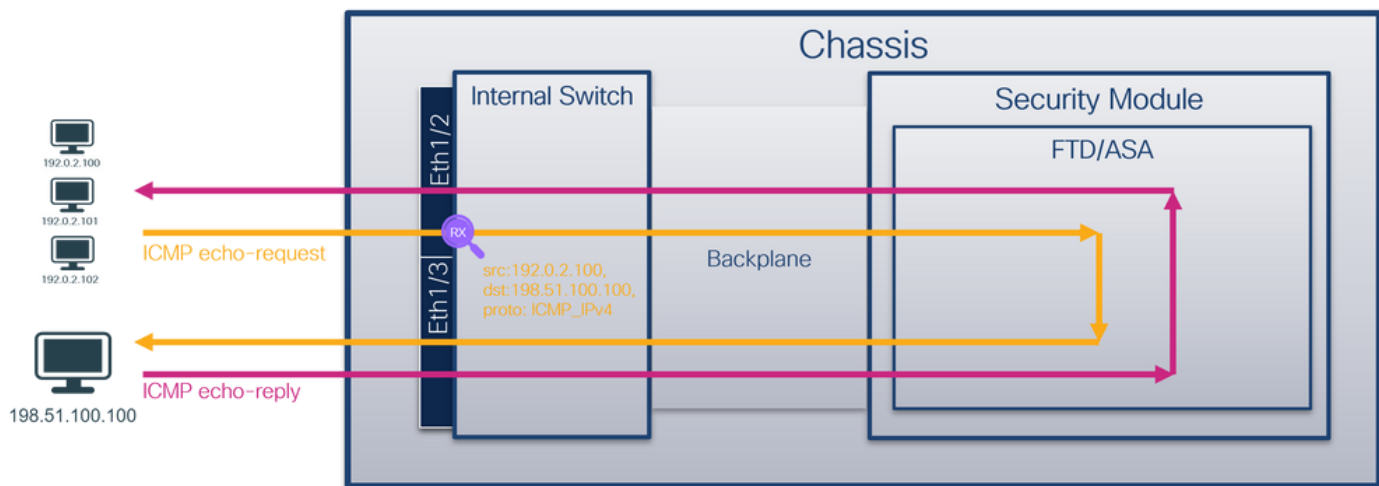 Chassis
Internal Switch
Security Module
FTD/ASA
Eth1/2
192.0.2.100
192.0.2.101
ICMP echo-request
RX
192.0.2.102
Backplane
src:192.0.2.100,
dst:198.51.100.100,
proto: ICMP_IPv4
Eth1/3
ICMP echo-reply
198.51.100.100